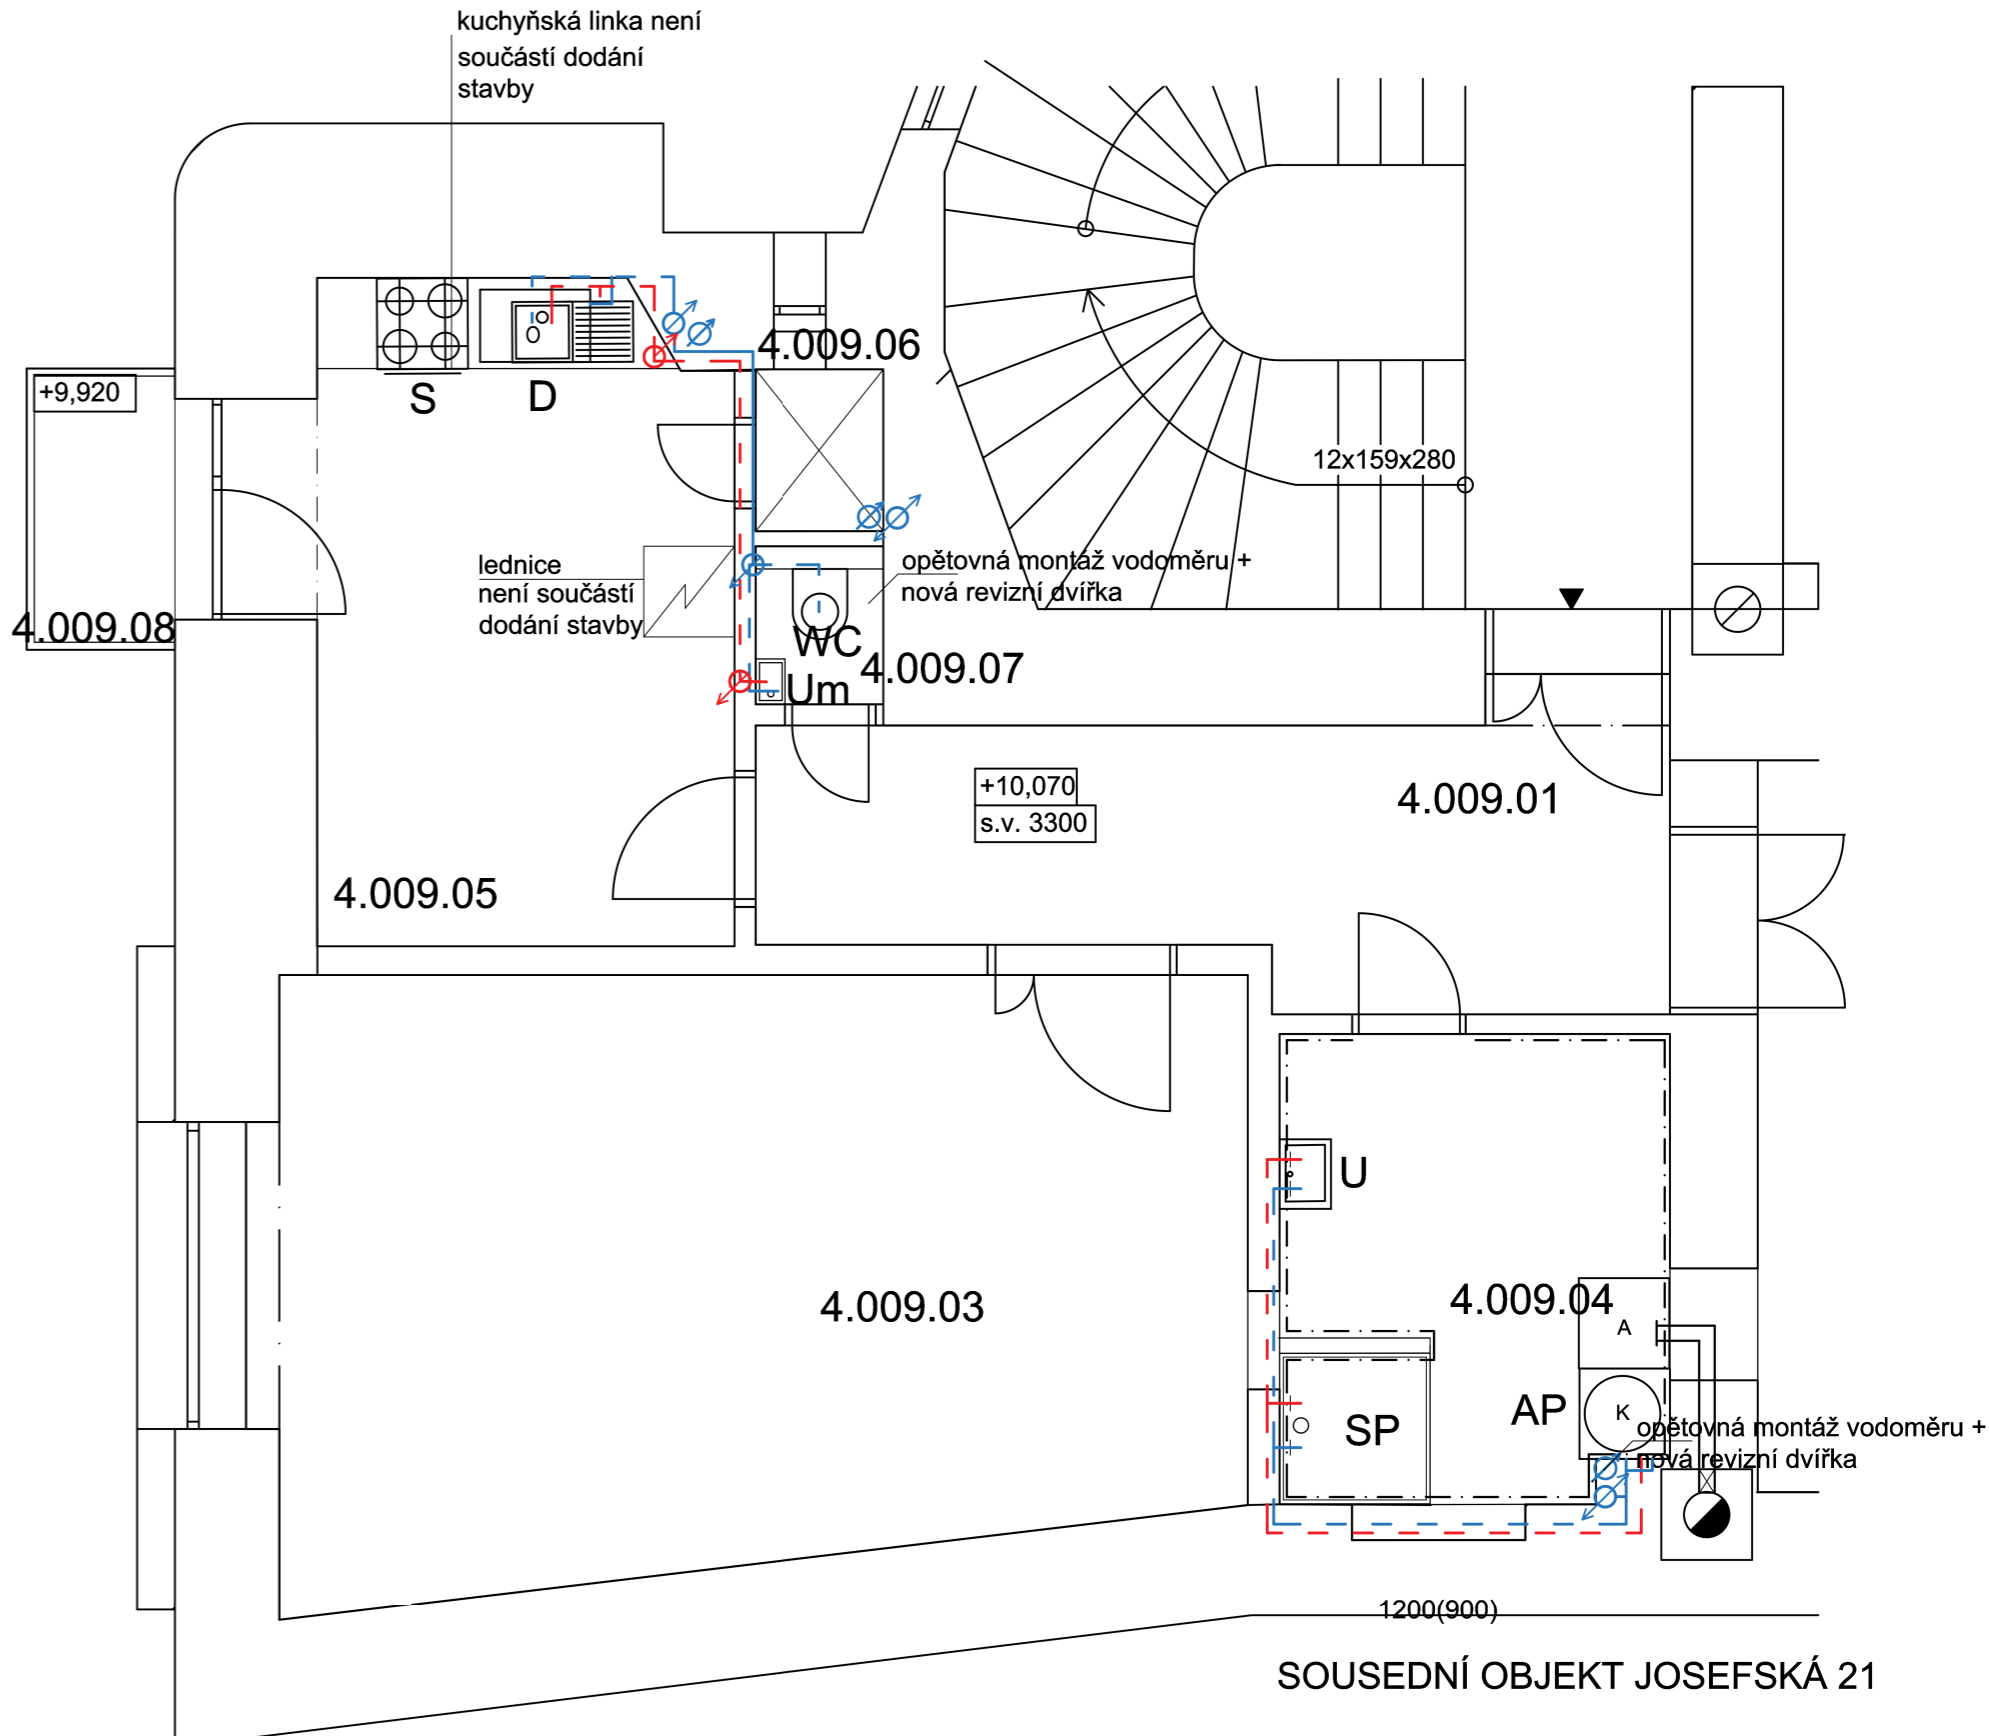 kuchyňská linka není
součástí dodání
stavby
+9,920
S
D
4.009.06
12x159x280
lednice
není součástí
dodání stavby
opětovná montáž vodoměru +
nová revizní dvířka
4.009.08
WC
4.009.07
Um
+10,070
s.v. 3300
4.009.01
4.009.05
U
4.009.03
4.009.04
A
AP
K
SP
opětovná montáž vodoměru +
nová revizní dvířka
1200(900)
SOUSEDNÍ OBJEKT JOSEFSKÁ 21